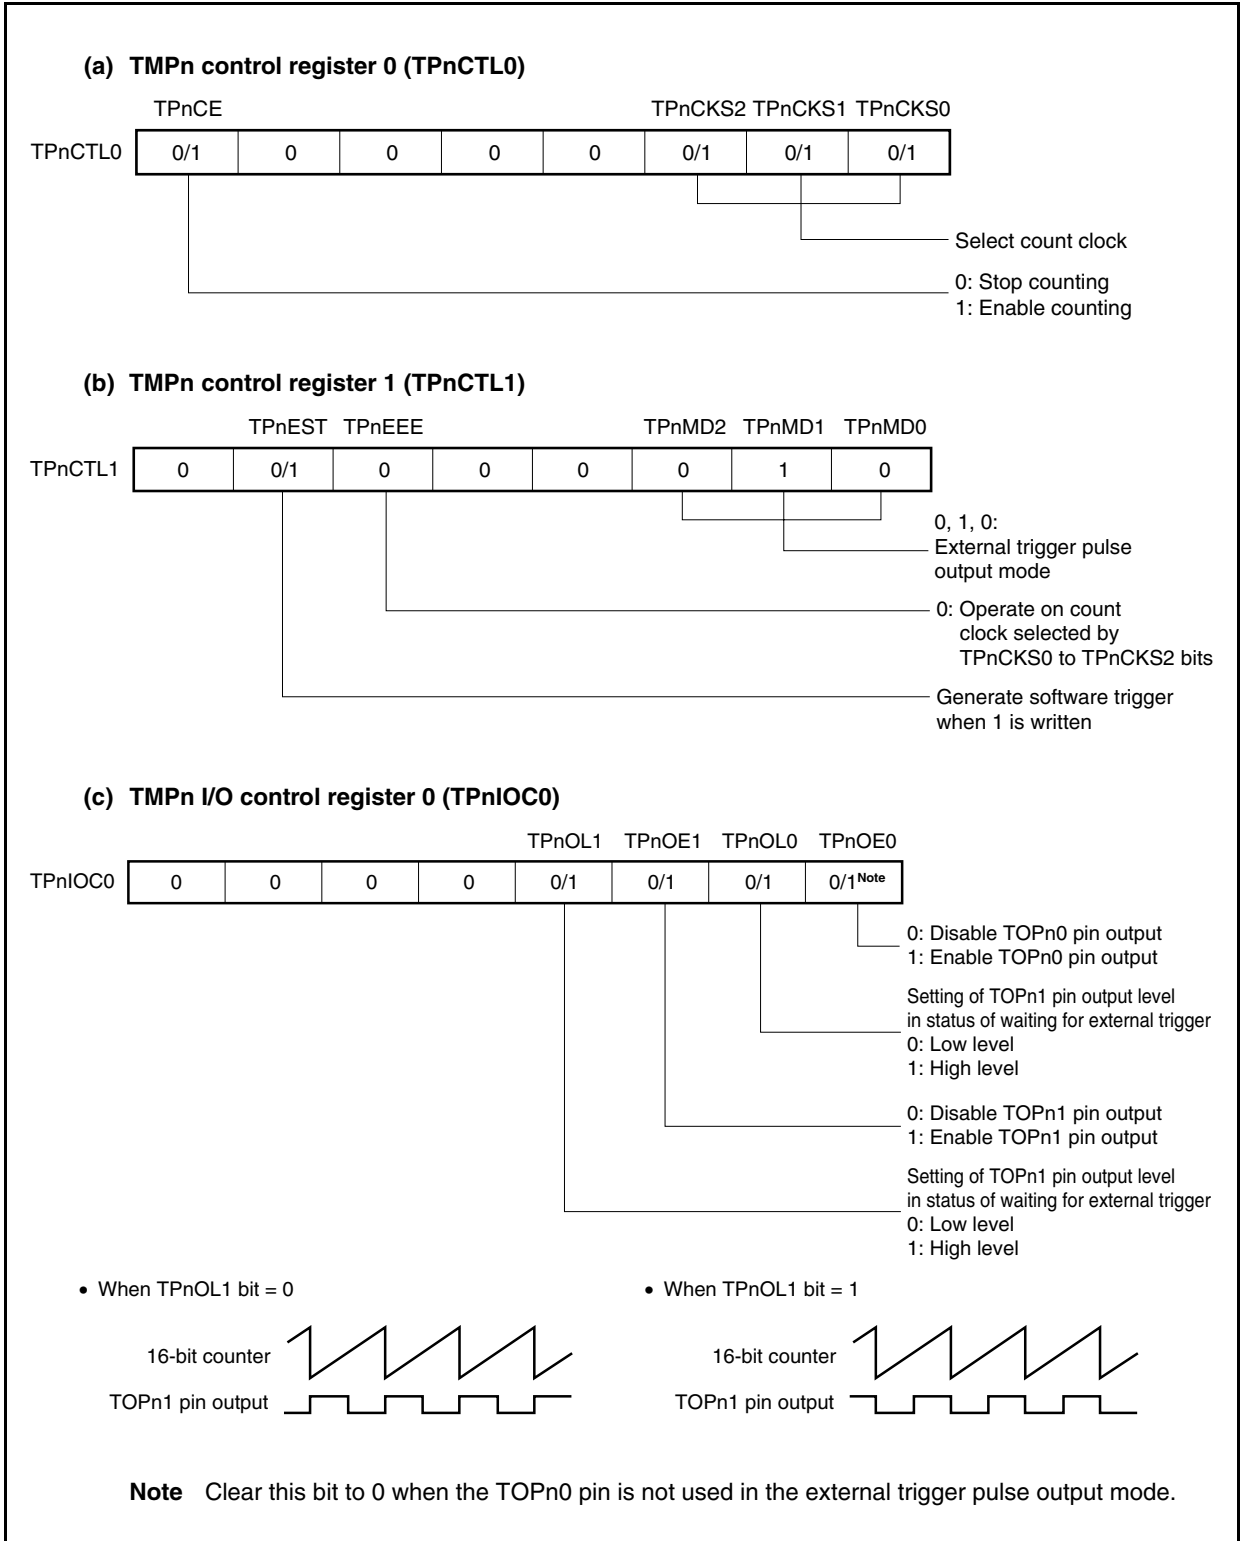 (a) TMPn control register 0 (TPnCTL0)
TPnCE TPnCKS2 TPnCKS1 TPnCKS0
TPnCTL0 0/1 0 0 0 0 0/1 0/1 0/1
Select count clock
0: Stop counting
1: Enable counting
(b) TMPn control register 1 (TPnCTL1)
TPnEST TPnEEE TPnMD2 TPnMD1 TPnMD0
TPnCTL1 0 0/1 0 0 0 0 1 0
0, 1, 0:
External trigger pulse
output mode
0: Operate on count
clock selected by
TPnCKS0 to TPnCKS2 bits
Generate software trigger
when 1 is written
(c) TMPn I/O control register 0 (TPnIOC0)
TPnOL1 TPnOE1 TPnOL0 TPnOE0
TPnIOC0 0 0 0 0 0/1 0/1 0/1 0/1Note
0: Disable TOPn0 pin output
1: Enable TOPn0 pin output
Setting of TOPn1 pin output level
in status of waiting for external trigger
0: Low level
1: High level
0: Disable TOPn1 pin output
1: Enable TOPn1 pin output
Setting of TOPn1 pin output level
in status of waiting for external trigger
0: Low level
1: High level
• When TPnOL1 bit = 0
16-bit counter
TOPn1 pin output
• When TPnOL1 bit = 1
16-bit counter
TOPn1 pin output
Note Clear this bit to 0 when the TOPn0 pin is not used in the external trigger pulse output mode.